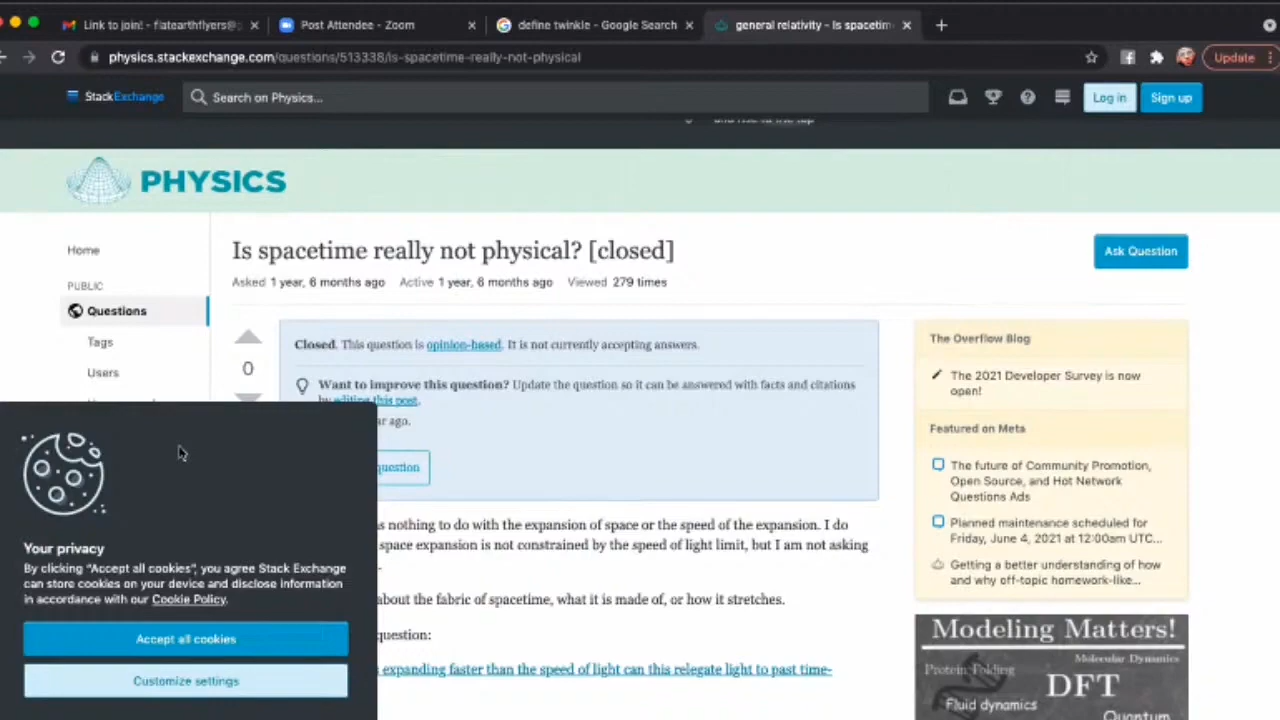 Link to join! - flatearthflyers@
Post Attendee - Zoom
define twinkle - Google Search
general relativity - Is spacetim
physics.stackexchange.com/questions/513338/is-spacetime-really-not-physical
Update
StackExchange
Search on Physics...
Log in
Sign up
and rise to the top
PHYSICS
Home
PUBLIC
Questions
Tags
Users
Is spacetime really not physical? [closed]
Asked 1 year, 6 months ago Active 1 year, 6 months ago Viewed 279 times
Ask Question
0
Closed. This question is opinion-based. It is not currently accepting answers.
Want to improve this question? Update the question so it can be answered with facts and citations
by editing this post.
ar ago.
question
s nothing to do with the expansion of space or the speed of the expansion. I do
space expansion is not constrained by the speed of light limit, but I am not asking
.
about the fabric of spacetime, what it is made of, or how it stretches.
question:
expanding faster than the speed of light can this relegate light to past time-
The Overflow Blog
The 2021 Developer Survey is now
open!
Featured on Meta
The future of Community Promotion,
Open Source, and Hot Network
Questions Ads
Planned maintenance scheduled for
Friday, June 4, 2021 at 12:00am UTC...
Getting a better understanding of how
and why off-topic homework-like...
Modeling Matters!
Molecular Dynamics
Protein Folding
DFT
Fluid dynamics
Quantum
Your privacy
By clicking "Accept all cookies", you agree Stack Exchange
can store cookies on your device and disclose information
in accordance with our Cookie Policy.
Accept all cookies
Customize settings